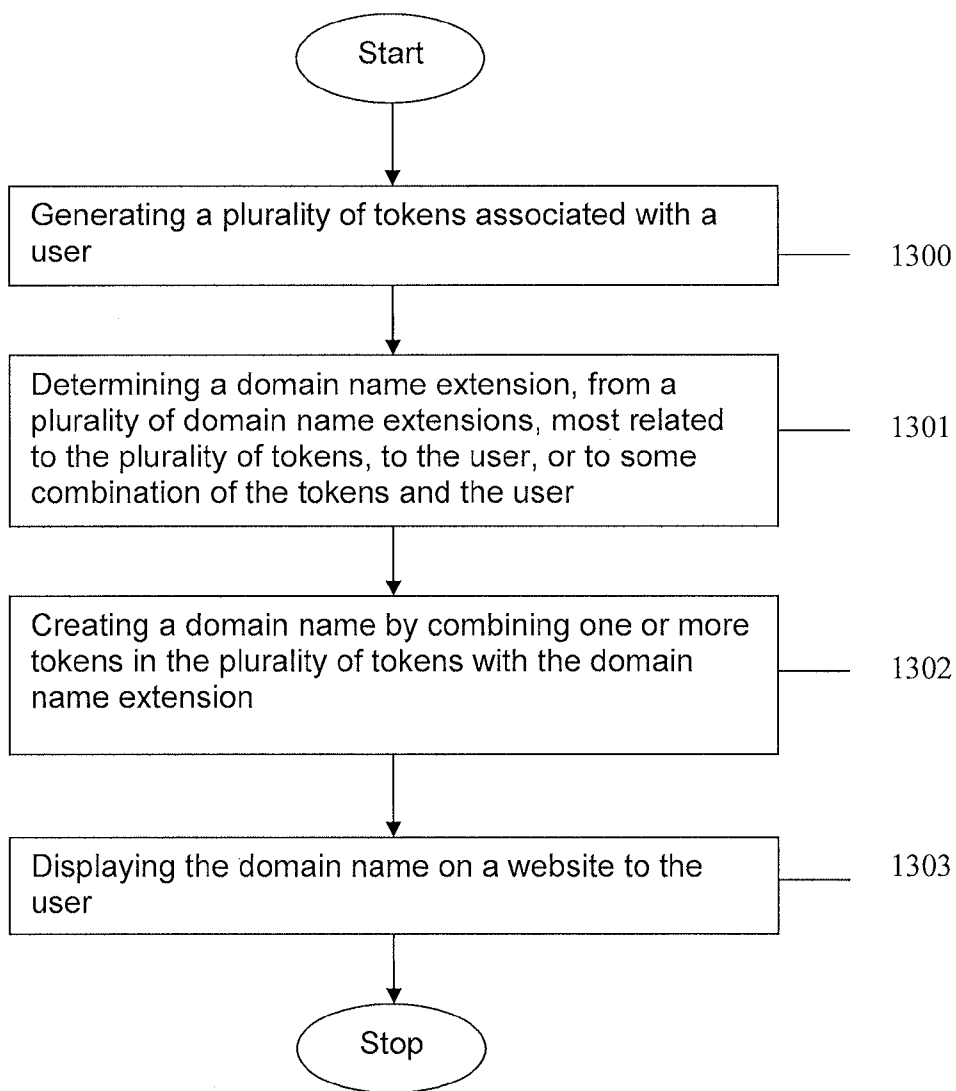 Start
Generating a plurality of tokens associated with a
user
1300
Determining a domain name extension, from a
plurality of domain name extensions, most related
to the plurality of tokens, to the user, or to some
combination of the tokens and the user
1301
Creating a domain name by combining one or more
tokens in the plurality of tokens with the domain
name extension
1302
Displaying the domain name on a website to the
user
1303
Stop